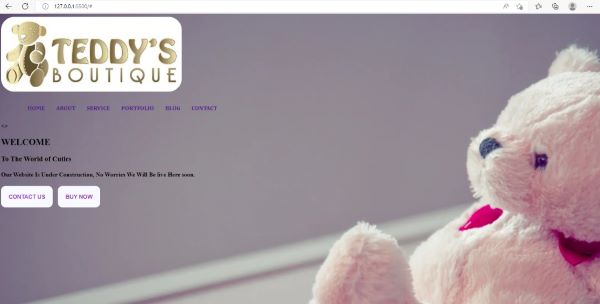 127.0.0.1:5500/#
TEDDY'S
BOUTIQUE
HOME ABOUT SERVICE PORTFOLIO BLOG CONTACT
<>
WELCOME
To The World of Cuties
Our Website Is Under Construction, No Worries We Will Be live Here soon.
CONTACT US BUY NOW